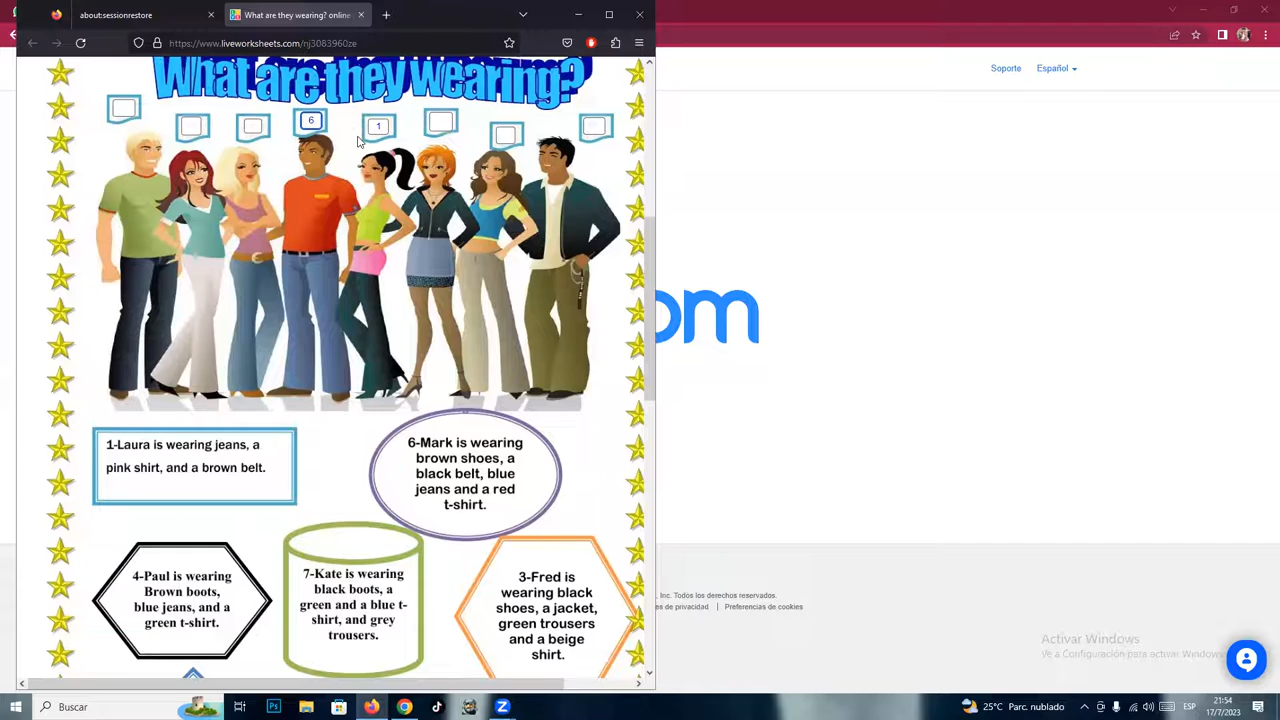 about:sessionrestore
What are they wearing? online
https://www.liveworksheets.com/nj3083960ze
Soporte
Español
What are they wearing?
6
1
1-Laura is wearing jeans, a
pink shirt, and a brown belt.
6-Mark is wearing
brown shoes, a
black belt, blue
jeans and a red
t-shirt.
4-Paul is wearing
Brown boots,
blue jeans, and a
green t-shirt.
7-Kate is wearing
black boots, a
green and a blue t-
shirt, and grey
trousers.
3-Fred is
wearing black
shoes, a jacket,
green trousers
and a beige
shirt.
om
, Inc. Todos los derechos reservados.
es de privacidad | Preferencias de cookies
Activar Windows
Ve a Configuración para activar Windows
Buscar
Ps
25°C Parc. nublado
ESP
21:54
17/7/2023